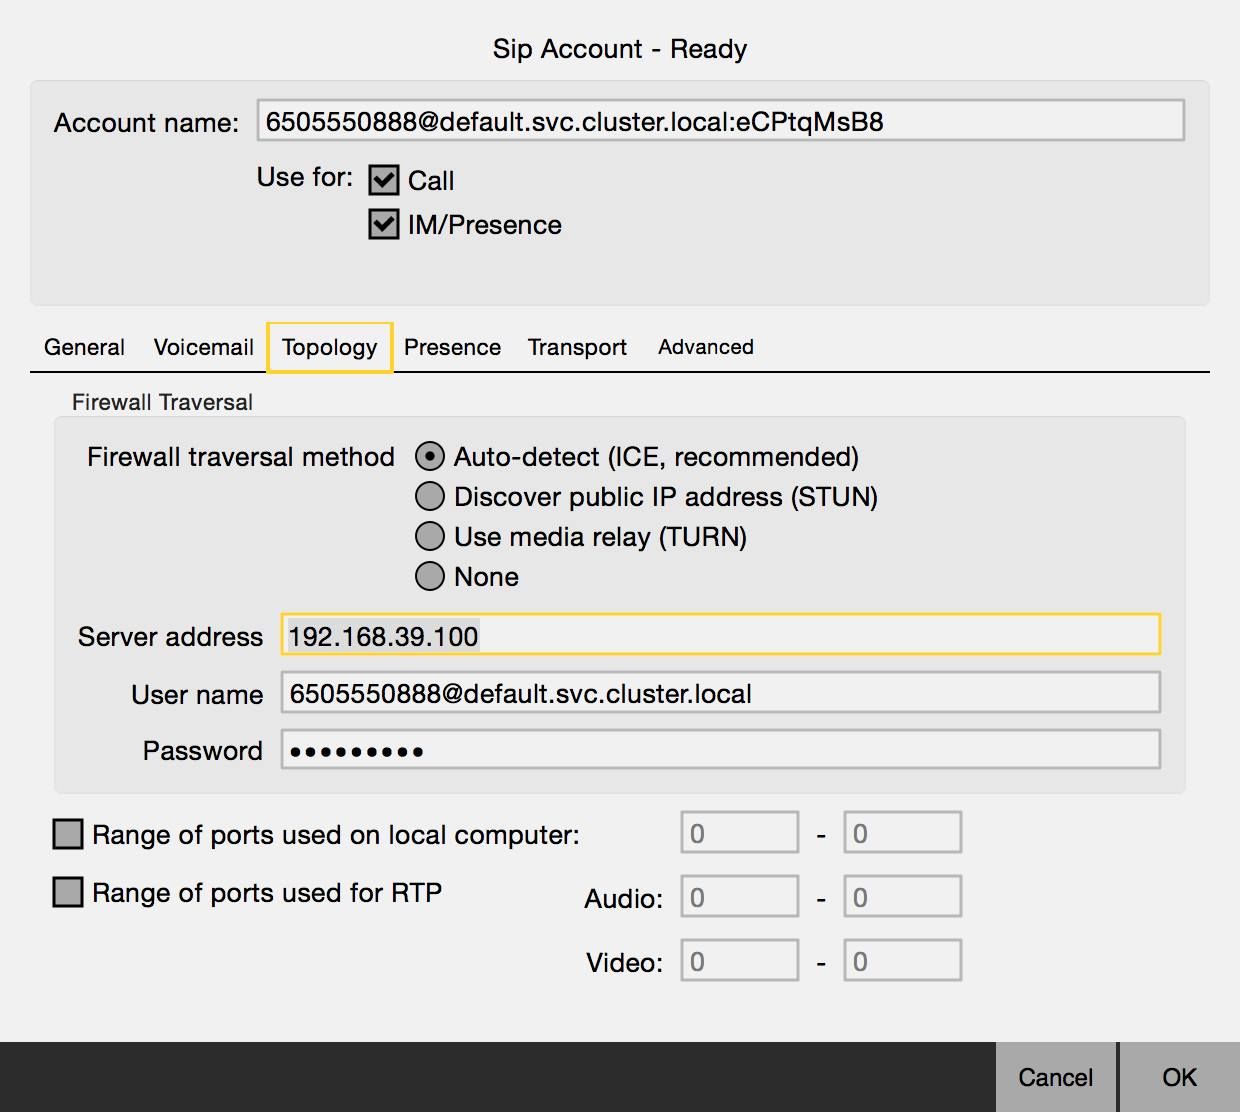 Sip Account - Ready
Account name: 6505550888@default.svc.cluster.local:eCPtqMsB8
Use for: Call
IM/Presence
General Voicemail Topology Presence Transport Advanced
Firewall Traversal
Firewall traversal method Auto-detect (ICE, recommended)
Discover public IP address (STUN)
Use media relay (TURN)
None
Server address 192.168.39.100
User name 6505550888@default.svc.cluster.local
Password •••••••••
Range of ports used on local computer: 0 - 0
Range of ports used for RTP Audio: 0 - 0
Video: 0 - 0
Cancel OK